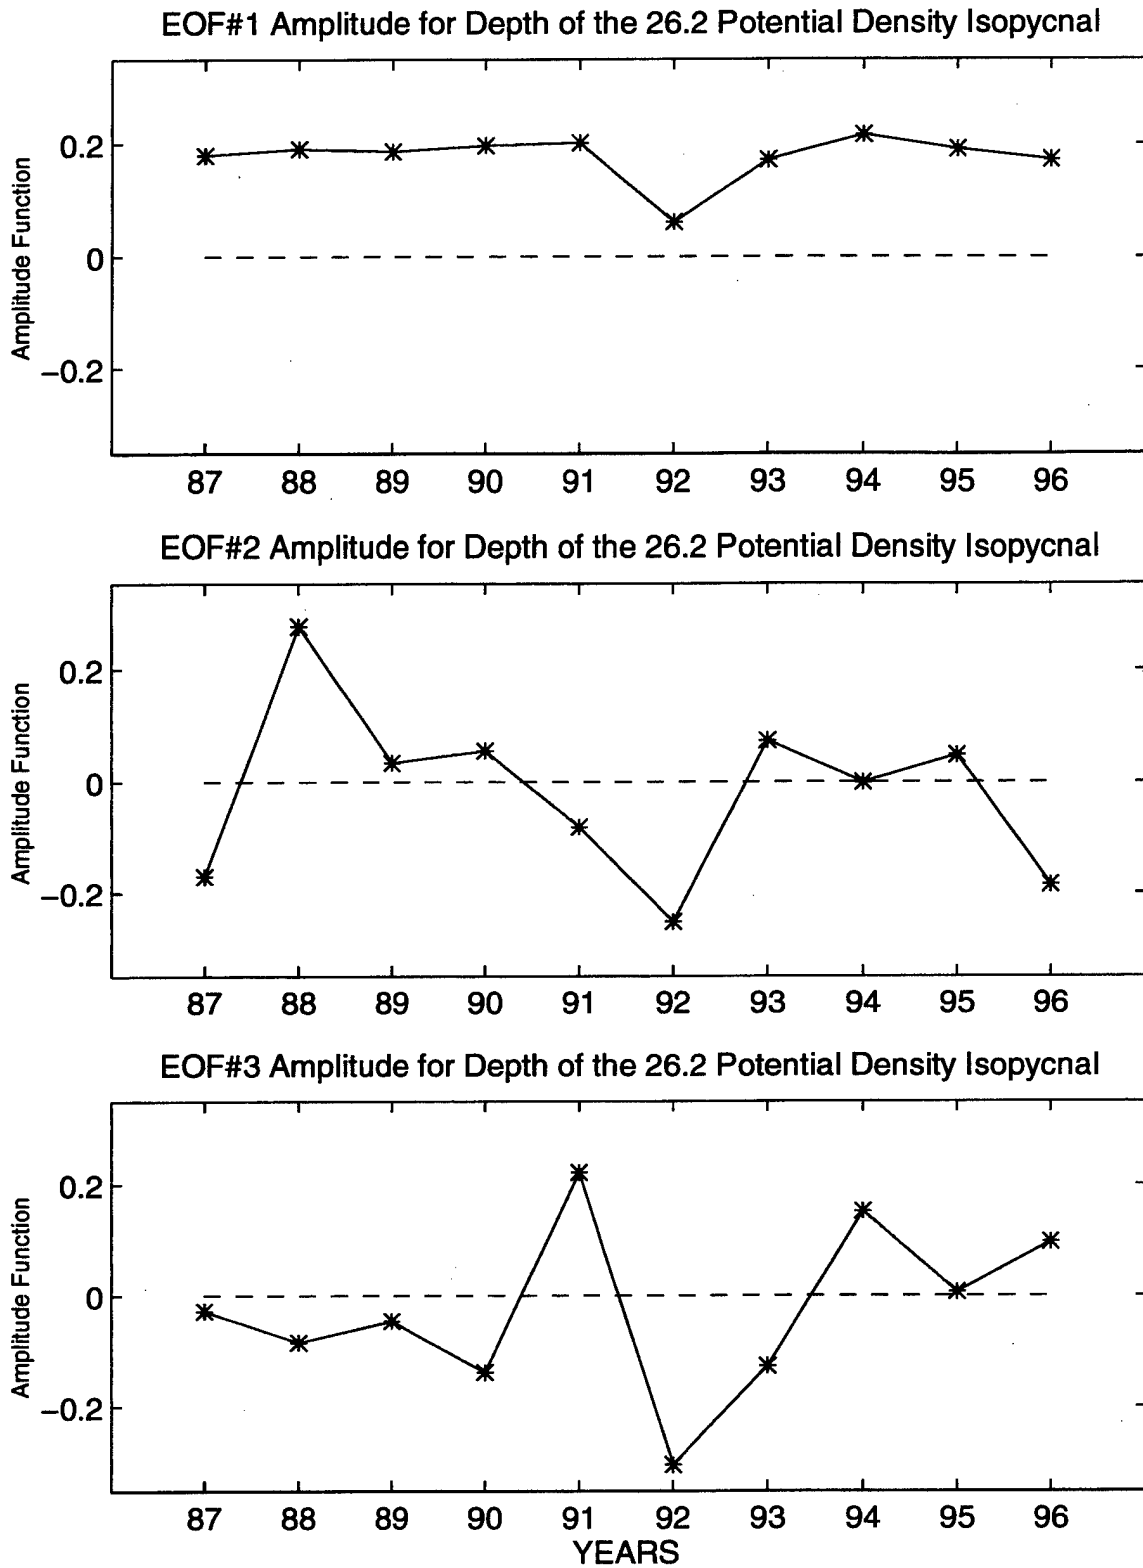 EOF#1 Amplitude for Depth of the 26.2 Potential Density Isopycnal
Amplitude Function
0.2
0
−0.2
87 88 89 90 91 92 93 94 95 96
EOF#2 Amplitude for Depth of the 26.2 Potential Density Isopycnal
Amplitude Function
0.2
0
−0.2
87 88 89 90 91 92 93 94 95 96
EOF#3 Amplitude for Depth of the 26.2 Potential Density Isopycnal
Amplitude Function
0.2
0
−0.2
87 88 89 90 91 92 93 94 95 96
YEARS